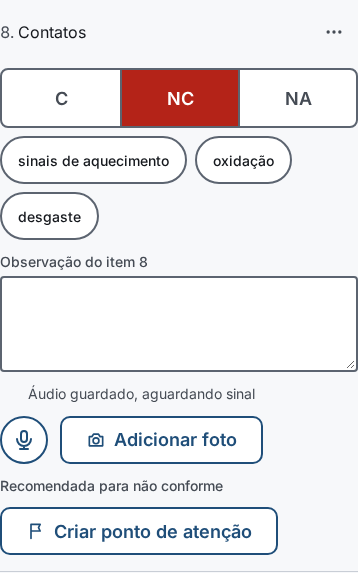 8. Contatos
C NC NA
sinais de aquecimento oxidação
desgaste
Observação do item 8
Áudio guardado, aguardando sinal
Adicionar foto
Recomendada para não conforme
Criar ponto de atenção